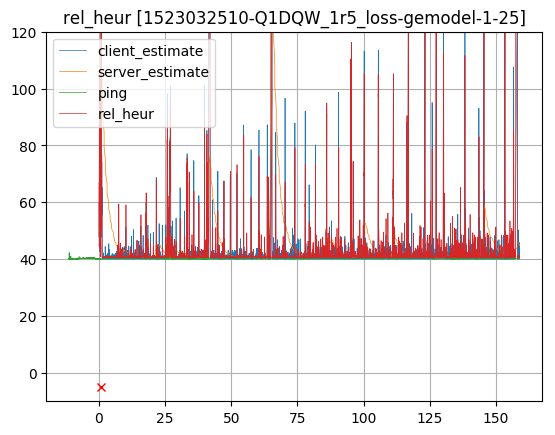 rel_heur [1523032510-Q1DQW_1r5_loss-gemodel-1-25]
client_estimate
server_estimate
ping
rel_heur
120
100
80
60
40
20
0
0 25 50 75 100 125 150